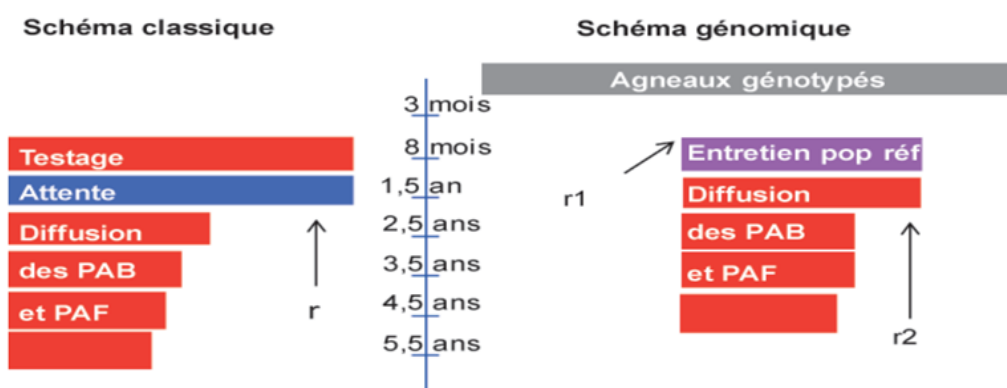 Schéma classique
Schéma génomique
Agneaux génotypés
3 mois
Testage
8 mois
Entretien pop réf
Attente
1,5 an
r1
Diffusion
Diffusion
2,5 ans
des PAB
des PAB
3,5 ans
et PAF
et PAF
4,5 ans
r
5,5 ans
r2